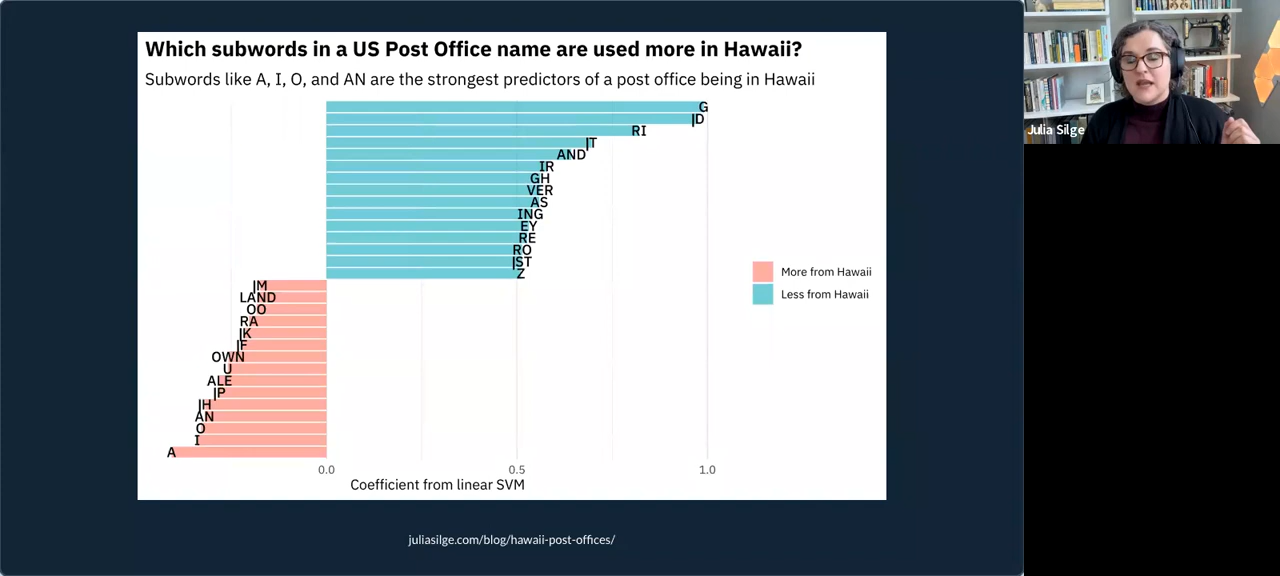 Which subwords in a US Post Office name are used more in Hawaii?
Subwords like A, I, O, and AN are the strongest predictors of a post office being in Hawaii
G
|D
RI
|T
AND
IR
GH
VER
AS
ING
EY
RE
RO
|ST
Z
|M
LAND
OO
RA
|K
|F
OWN
U
ALE
|P
|H
AN
O
I
A
More from Hawaii
Less from Hawaii
0.0 0.5 1.0
Coefficient from linear SVM
juliasilge.com/blog/hawaii-post-offices/
Julia Silge